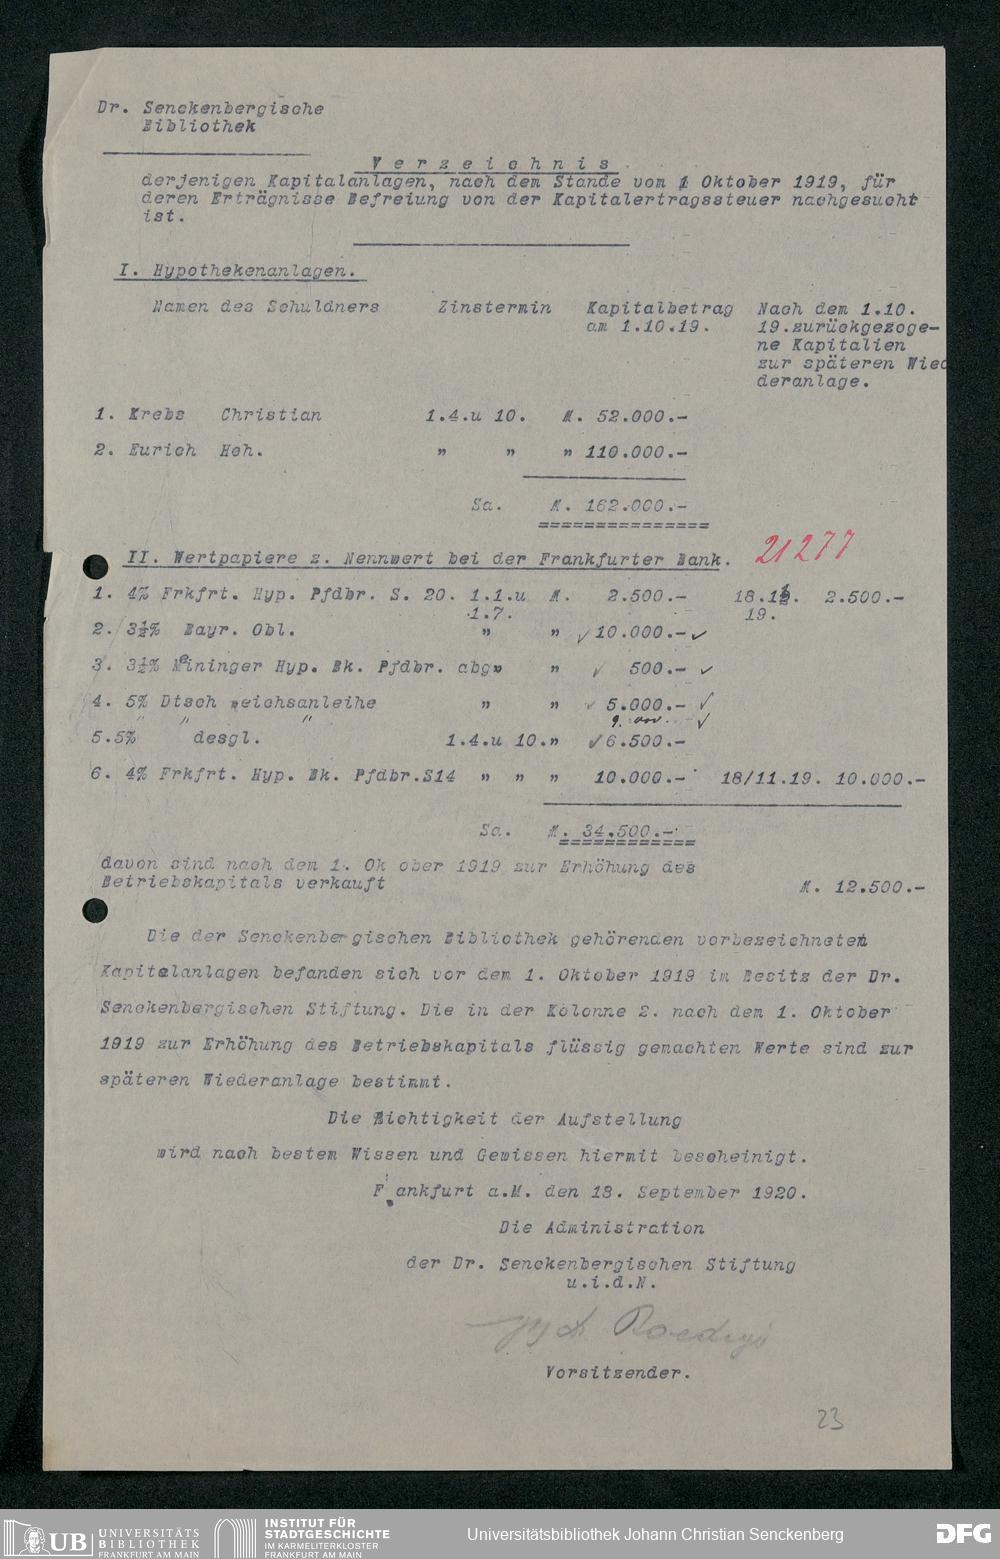 Dr. Senckenbergische
Bibliothek
Verzeichnis
derjenigen Kapitalanlagen, nach dem Stande vom 1 Oktober 1919, für
deren Erträgnisse Befreiung von der Kapitalertragssteuer nachgesucht
ist.
I. Hypothekenanlagen.
Namen des Schuldners Zinstermin Kapitalbetrag Nach dem 1.10.
am 1.10.19. 19.zurückgezoge-
ne Kapitalien
zur späteren Wied
deranlage.
1. Krebs Christian 1.4.u 10. M. 52.000.-
2. Eurich Hch. " " " 110.000.-
Sa. M. 162.000.-
II. Wertpapiere z. Nennwert bei der Frankfurter Bank. 21277
1. 4% Frkfrt. Hyp. Pfdbr. S. 20. 1.1.u M. 2.500.- 18.12. 2.500.-
1.7. 19.
2. 3½% Bayr. Obl. " " 10.000.-
3. 3½% Meininger Hyp. Bk. Pfdbr. abg" " 500.-
4. 5% Dtsch Reichsanleihe " " 5.000.-
" " "
5.5% desgl. 1.4.u 10." 6.500.-
6. 4% Frkfrt. Hyp. Bk. Pfdbr.S14 " " " 10.000.- 18/11.19. 10.000.-
Sa. M. 34.500.-
davon sind nach dem 1. Ok ober 1919 zur Erhöhung des
Betriebskapitals verkauft M. 12.500.-
Die der Senckenbergischen Bibliothek gehörenden vorbezeichneten
Kapitalanlagen befanden sich vor dem 1. Oktober 1919 im Besitz der Dr.
Senckenbergischen Stiftung. Die in der Kolonne 2. nach dem 1. Oktober
1919 zur Erhöhung des Betriebskapitals flüssig gemachten Werte sind zur
späteren Wiederanlage bestimmt.
Die Richtigkeit der Aufstellung
wird nach bestem Wissen und Gewissen hiermit bescheinigt.
F ankfurt a.M. den 18. September 1920.
Die Administration
der Dr. Senckenbergischen Stiftung
u.i.d.N.
Vorsitzender.
23
UB UNIVERSITÄTS
BIBLIOTHEK
FRANKFURT AM MAIN
INSTITUT FÜR
STADTGESCHICHTE
IM KARMELITERKLOSTER
FRANKFURT AM MAIN
Universitätsbibliothek Johann Christian Senckenberg
DFG